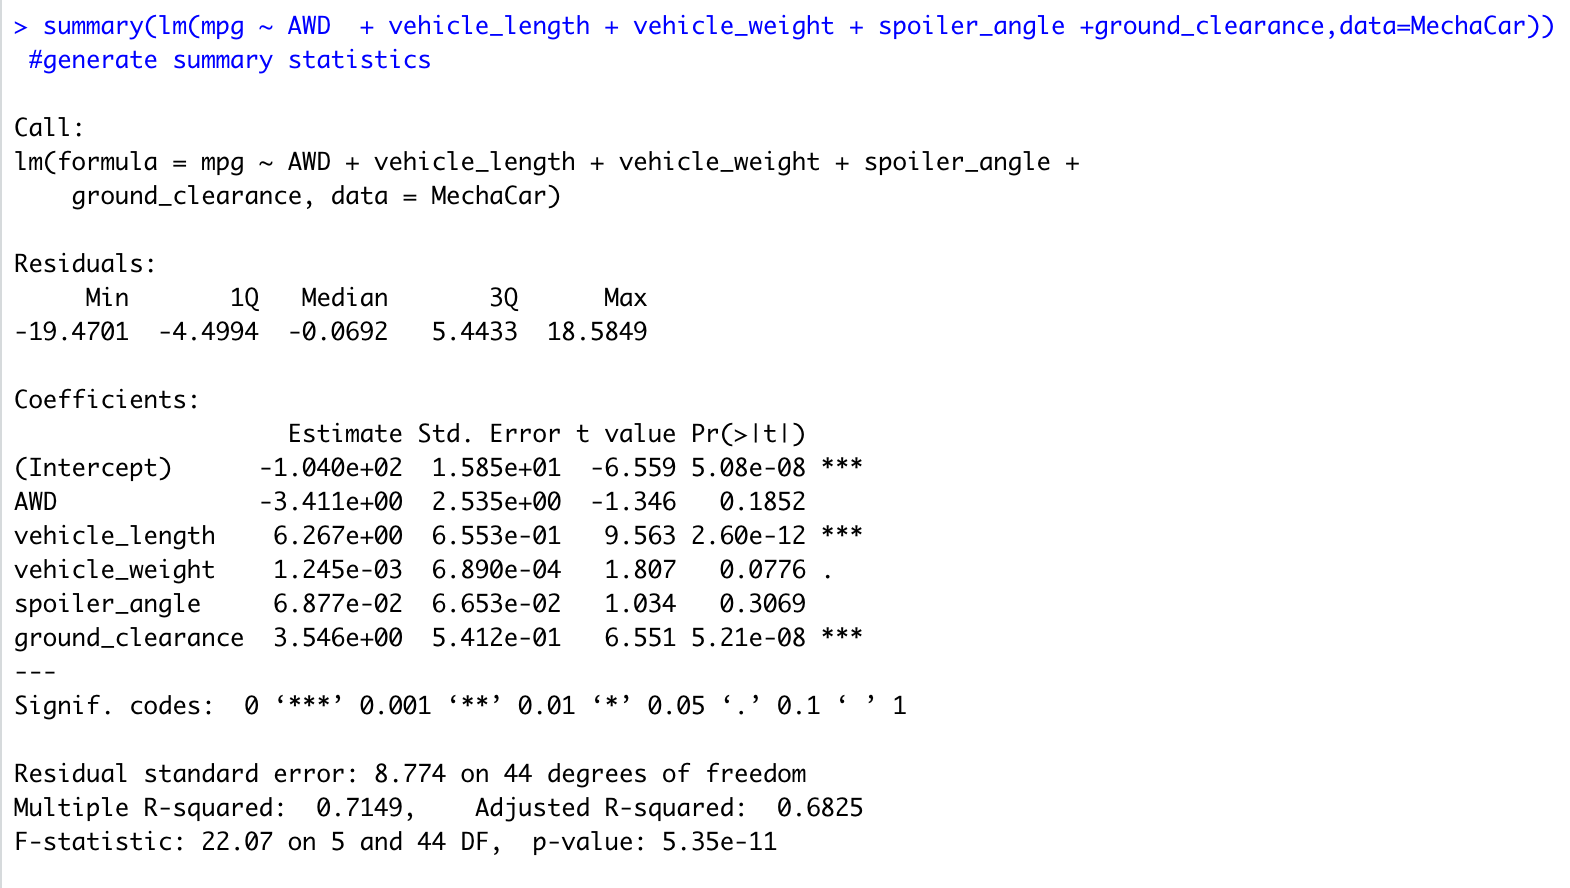 > summary(lm(mpg ~ AWD  + vehicle_length + vehicle_weight + spoiler_angle +ground_clearance,data=MechaCar))
 #generate summary statistics

Call:
lm(formula = mpg ~ AWD + vehicle_length + vehicle_weight + spoiler_angle +
    ground_clearance, data = MechaCar)

Residuals:
     Min       1Q   Median       3Q      Max
-19.4701  -4.4994  -0.0692   5.4433  18.5849

Coefficients:
                   Estimate Std. Error t value Pr(>|t|)
(Intercept)      -1.040e+02  1.585e+01  -6.559 5.08e-08 ***
AWD              -3.411e+00  2.535e+00  -1.346   0.1852
vehicle_length    6.267e+00  6.553e-01   9.563 2.60e-12 ***
vehicle_weight    1.245e-03  6.890e-04   1.807   0.0776 .
spoiler_angle     6.877e-02  6.653e-02   1.034   0.3069
ground_clearance  3.546e+00  5.412e-01   6.551 5.21e-08 ***
---
Signif. codes:  0 ‘***’ 0.001 ‘**’ 0.01 ‘*’ 0.05 ‘.’ 0.1 ‘ ’ 1

Residual standard error: 8.774 on 44 degrees of freedom
Multiple R-squared:  0.7149,    Adjusted R-squared:  0.6825
F-statistic: 22.07 on 5 and 44 DF,  p-value: 5.35e-11